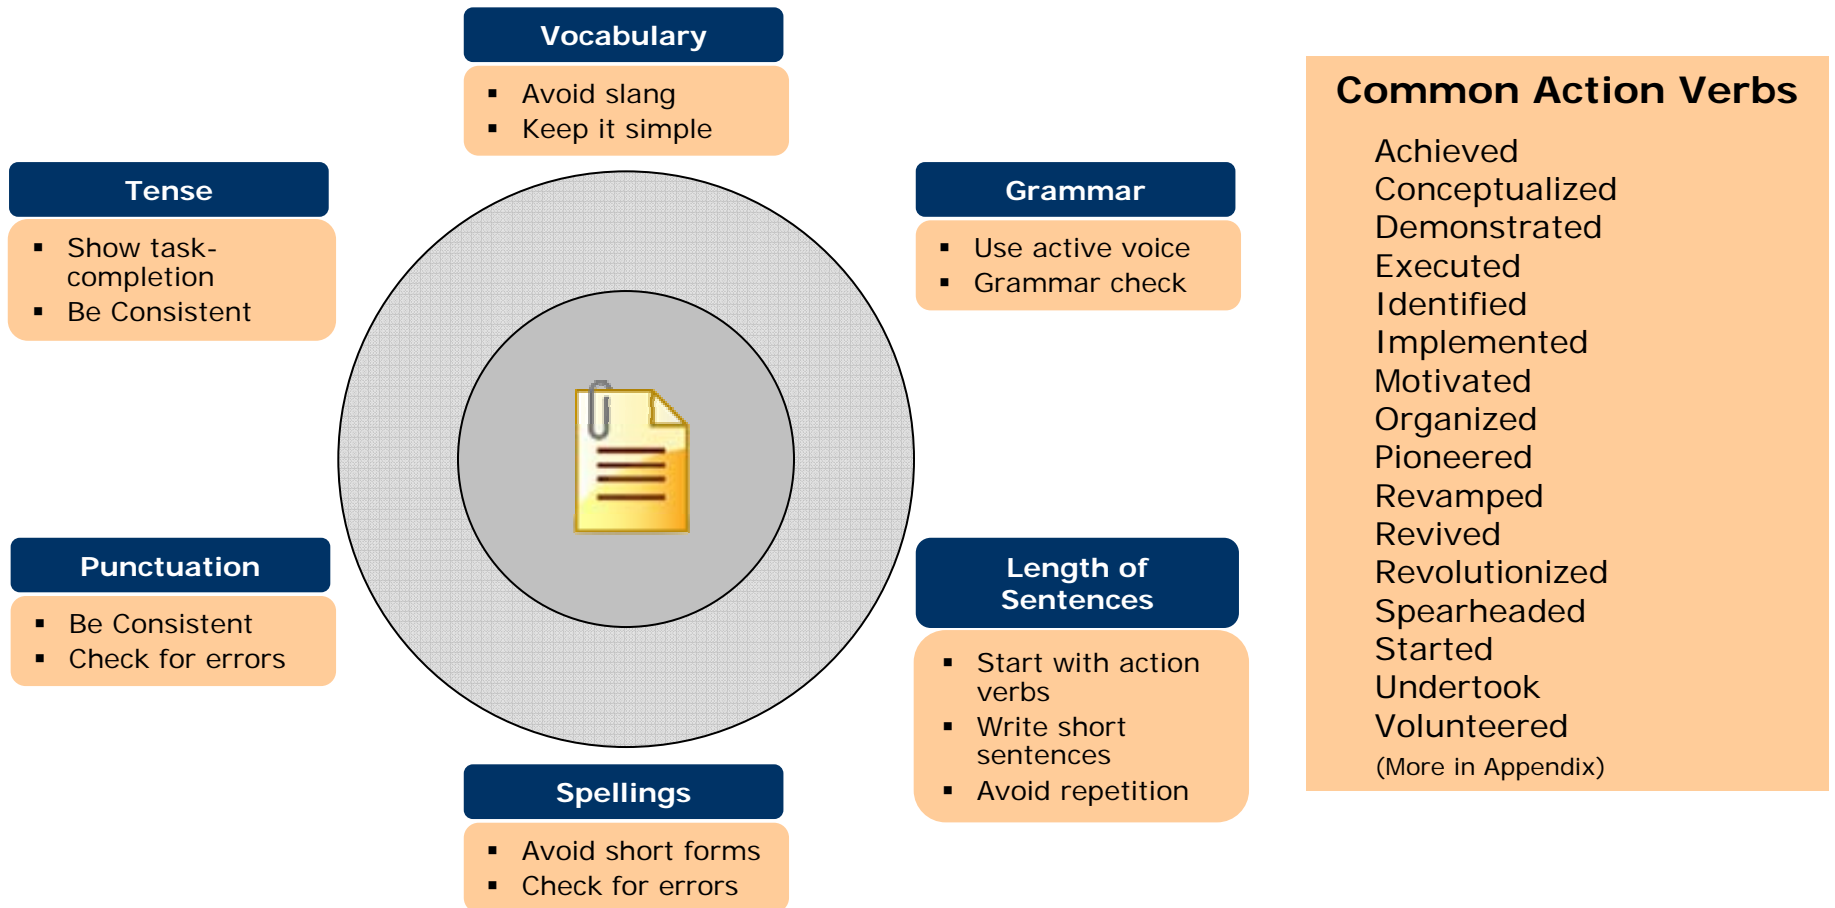 Vocabulary
▪ Avoid slang
▪ Keep it simple
Tense
▪ Show task-
completion
▪ Be Consistent
Grammar
▪ Use active voice
▪ Grammar check
Punctuation
▪ Be Consistent
▪ Check for errors
Length of
Sentences
▪ Start with action
verbs
▪ Write short
sentences
▪ Avoid repetition
Spellings
▪ Avoid short forms
▪ Check for errors
Common Action Verbs
Achieved
Conceptualized
Demonstrated
Executed
Identified
Implemented
Motivated
Organized
Pioneered
Revamped
Revived
Revolutionized
Spearheaded
Started
Undertook
Volunteered
(More in Appendix)